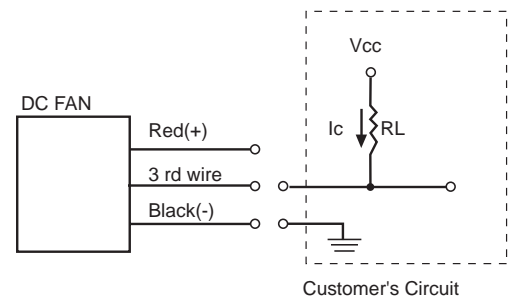 Vcc
DC FAN
Red(+)
Ic
RL
3 rd wire
Black(-)
Customer's Circuit